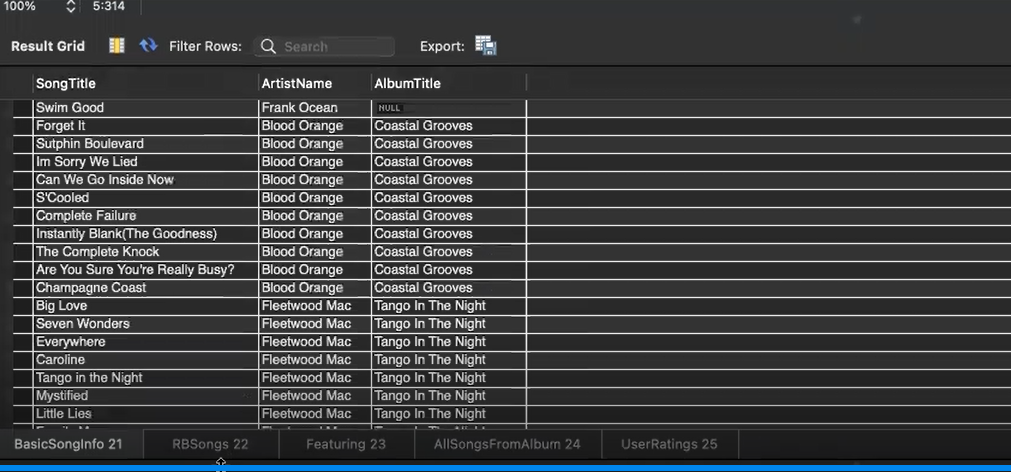 100% 5:314
Result Grid Filter Rows: Search Export:
SongTitle ArtistName AlbumTitle
Swim Good Frank Ocean NULL
Forget It Blood Orange Coastal Grooves
Sutphin Boulevard Blood Orange Coastal Grooves
Im Sorry We Lied Blood Orange Coastal Grooves
Can We Go Inside Now Blood Orange Coastal Grooves
S'Cooled Blood Orange Coastal Grooves
Complete Failure Blood Orange Coastal Grooves
Instantly Blank(The Goodness) Blood Orange Coastal Grooves
The Complete Knock Blood Orange Coastal Grooves
Are You Sure You're Really Busy? Blood Orange Coastal Grooves
Champagne Coast Blood Orange Coastal Grooves
Big Love Fleetwood Mac Tango In The Night
Seven Wonders Fleetwood Mac Tango In The Night
Everywhere Fleetwood Mac Tango In The Night
Caroline Fleetwood Mac Tango In The Night
Tango in the Night Fleetwood Mac Tango In The Night
Mystified Fleetwood Mac Tango In The Night
Little Lies Fleetwood Mac Tango In The Night
BasicSongInfo 21 RBSongs 22 Featuring 23 AllSongsFromAlbum 24 UserRatings 25